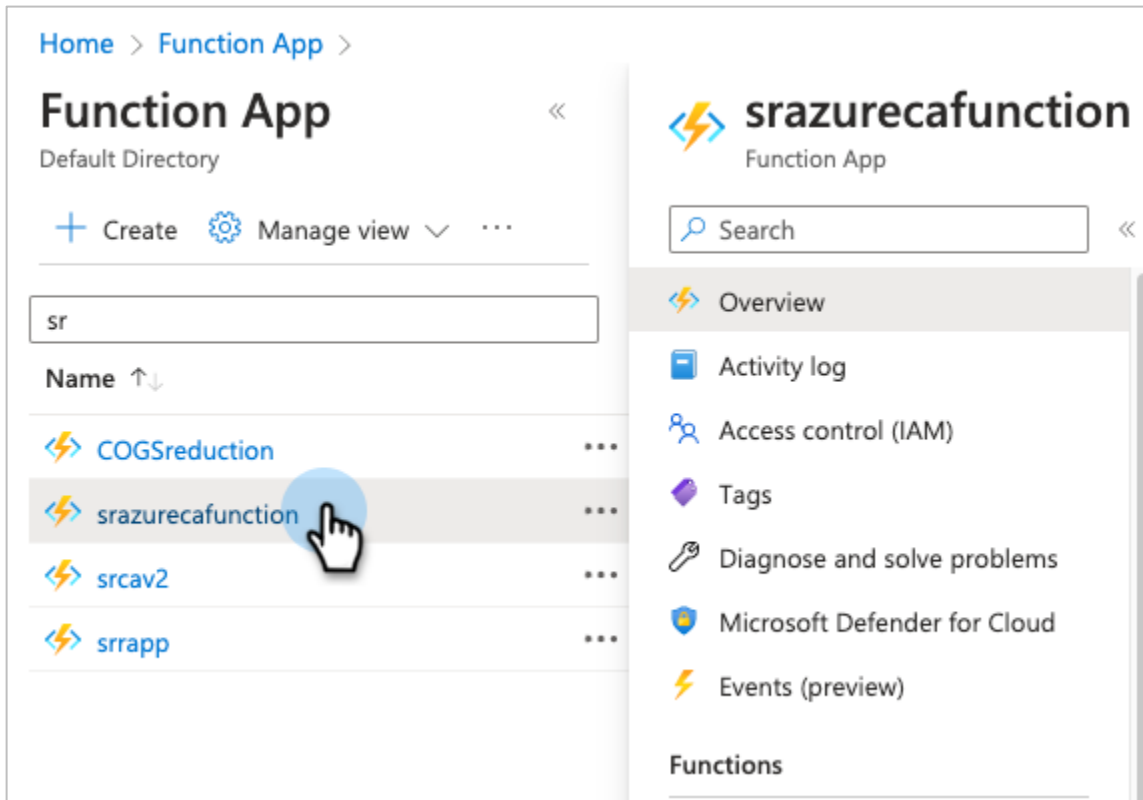 Home > Function App >
Function App
Default Directory
Create Manage view
sr
Name
COGSreduction
srazurecafunction
srcav2
srrapp
srazurecafunction
Function App
Search
Overview
Activity log
Access control (IAM)
Tags
Diagnose and solve problems
Microsoft Defender for Cloud
Events (preview)
Functions